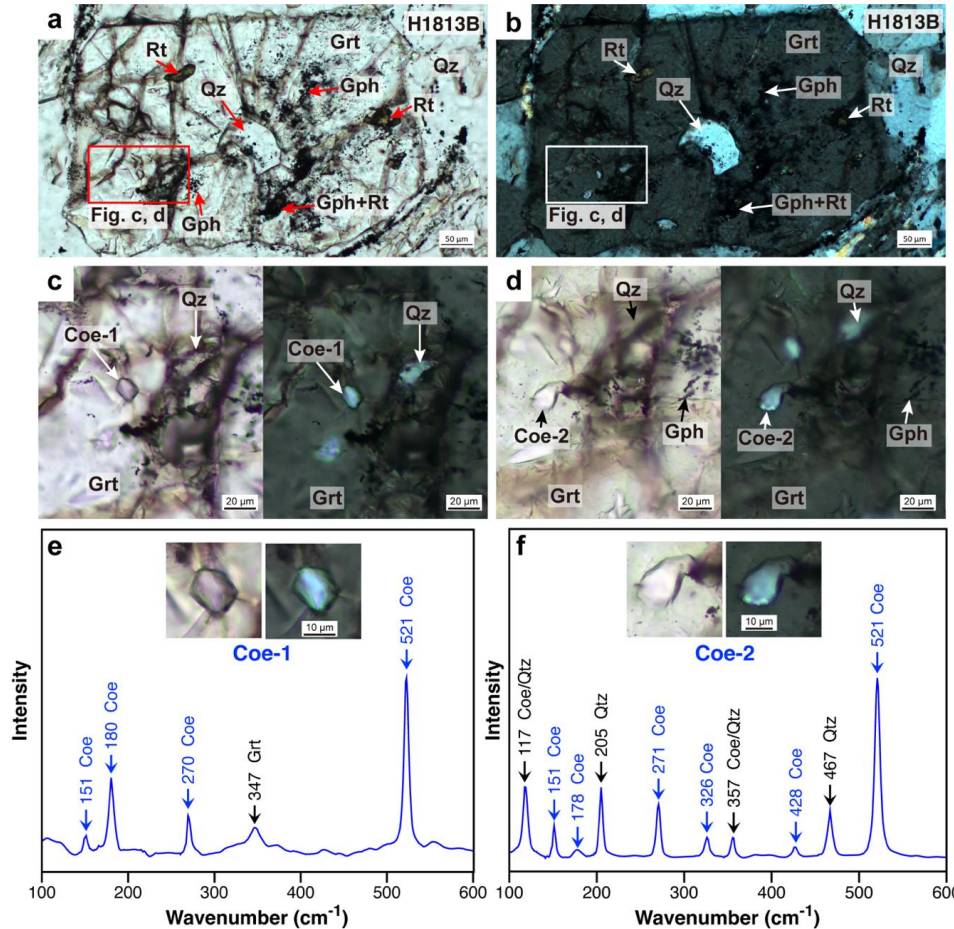 a
H1813B
Rt
Grt
Qz
Qz
Gph
Rt
Fig. c, d
Gph
Gph+Rt
50 µm
b
H1813B
Rt
Grt
Qz
Qz
Gph
Rt
Fig. c, d
Gph+Rt
50 µm
c
Qz
Coe-1
Grt
20 µm
Qz
Coe-1
20 µm
d
Qz
Coe-2
Gph
Grt
20 µm
Qz
Coe-2
Gph
Grt
20 µm
e
10 µm
Coe-1
151 Coe
180 Coe
270 Coe
347 Grt
521 Coe
Intensity
100 200 300 400 500 600
Wavenumber (cm⁻¹)
f
10 µm
Coe-2
117 Coe/Qtz
151 Coe
178 Coe
205 Qtz
271 Coe
326 Coe
357 Coe/Qtz
428 Coe
467 Qtz
521 Coe
Intensity
100 200 300 400 500 600
Wavenumber (cm⁻¹)